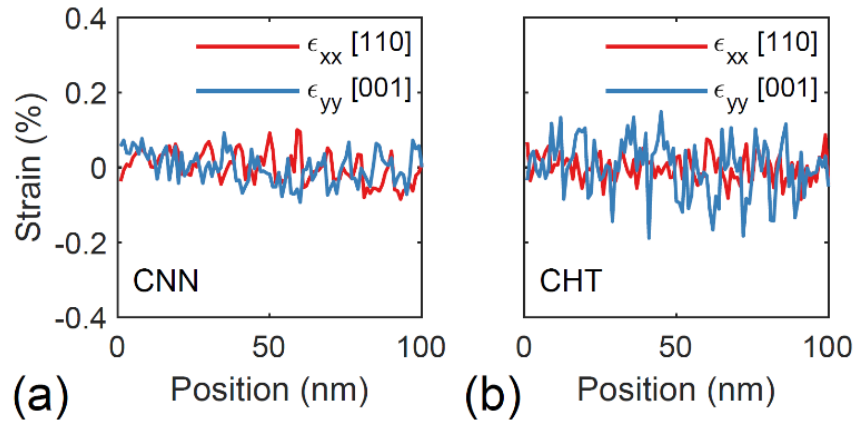 0.4
0.2
0
-0.2
-0.4
Strain (%)
ϵxx [110]
ϵyy [001]
CNN
0
50
100
Position (nm)
(a)
ϵxx [110]
ϵyy [001]
CHT
0
50
100
Position (nm)
(b)